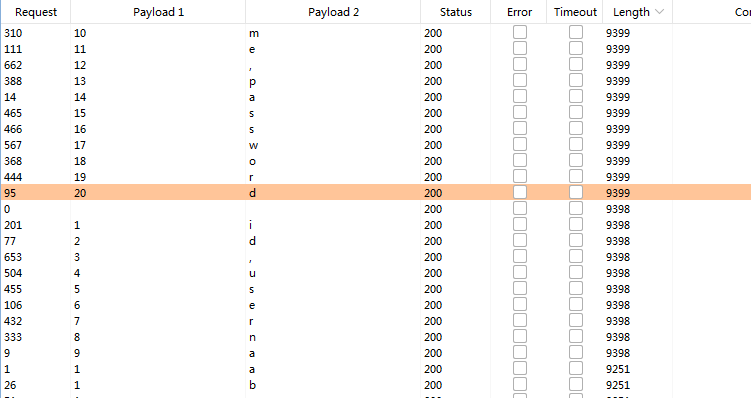 Request Payload 1 Payload 2 Status Error Timeout Length Cor
310 10 m 200 9399
111 11 e 200 9399
662 12 , 200 9399
388 13 p 200 9399
14 14 a 200 9399
465 15 s 200 9399
466 16 s 200 9399
567 17 w 200 9399
368 18 o 200 9399
444 19 r 200 9399
95 20 d 200 9399
0 200 9398
201 1 i 200 9398
77 2 d 200 9398
653 3 , 200 9398
504 4 u 200 9398
455 5 s 200 9398
106 6 e 200 9398
432 7 r 200 9398
333 8 n 200 9398
9 9 a 200 9398
1 1 a 200 9251
26 1 b 200 9251